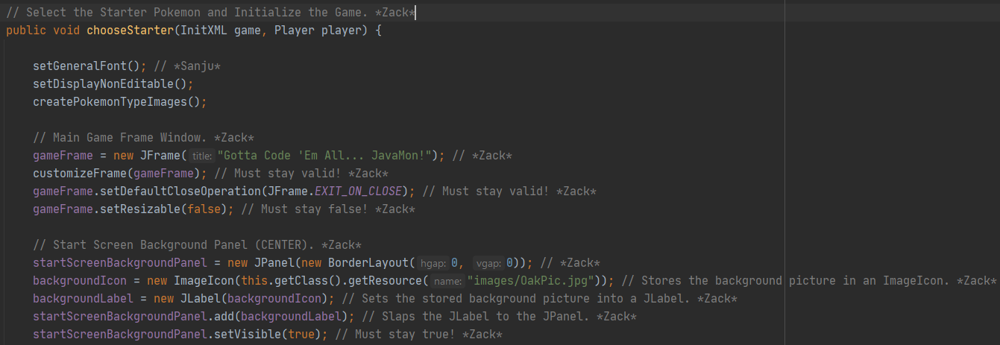 // Select the Starter Pokemon and Initialize the Game. *Zack*
public void chooseStarter(InitXML game, Player player) {
setGeneralFont(); // *Sanju*
setDisplayNonEditable();
createPokemonTypeImages();
// Main Game Frame Window. *Zack*
gameFrame = new JFrame( title: "Gotta Code 'Em All... JavaMon!"); // *Zack*
customizeFrame(gameFrame); // Must stay valid! *Zack*
gameFrame.setDefaultCloseOperation(JFrame.EXIT_ON_CLOSE); // Must stay valid! *Zack*
gameFrame.setResizable(false); // Must stay false! *Zack*
// Start Screen Background Panel (CENTER). *Zack*
startScreenBackgroundPanel = new JPanel(new BorderLayout( hgap: 0, vgap: 0)); // *Zack*
backgroundIcon = new ImageIcon(this.getClass().getResource( name: "images/OakPic.jpg")); // Stores the background picture in an ImageIcon. *Zack*
backgroundLabel = new JLabel(backgroundIcon); // Sets the stored background picture into a JLabel. *Zack*
startScreenBackgroundPanel.add(backgroundLabel); // Slaps the JLabel to the JPanel. *Zack*
startScreenBackgroundPanel.setVisible(true); // Must stay true! *Zack*